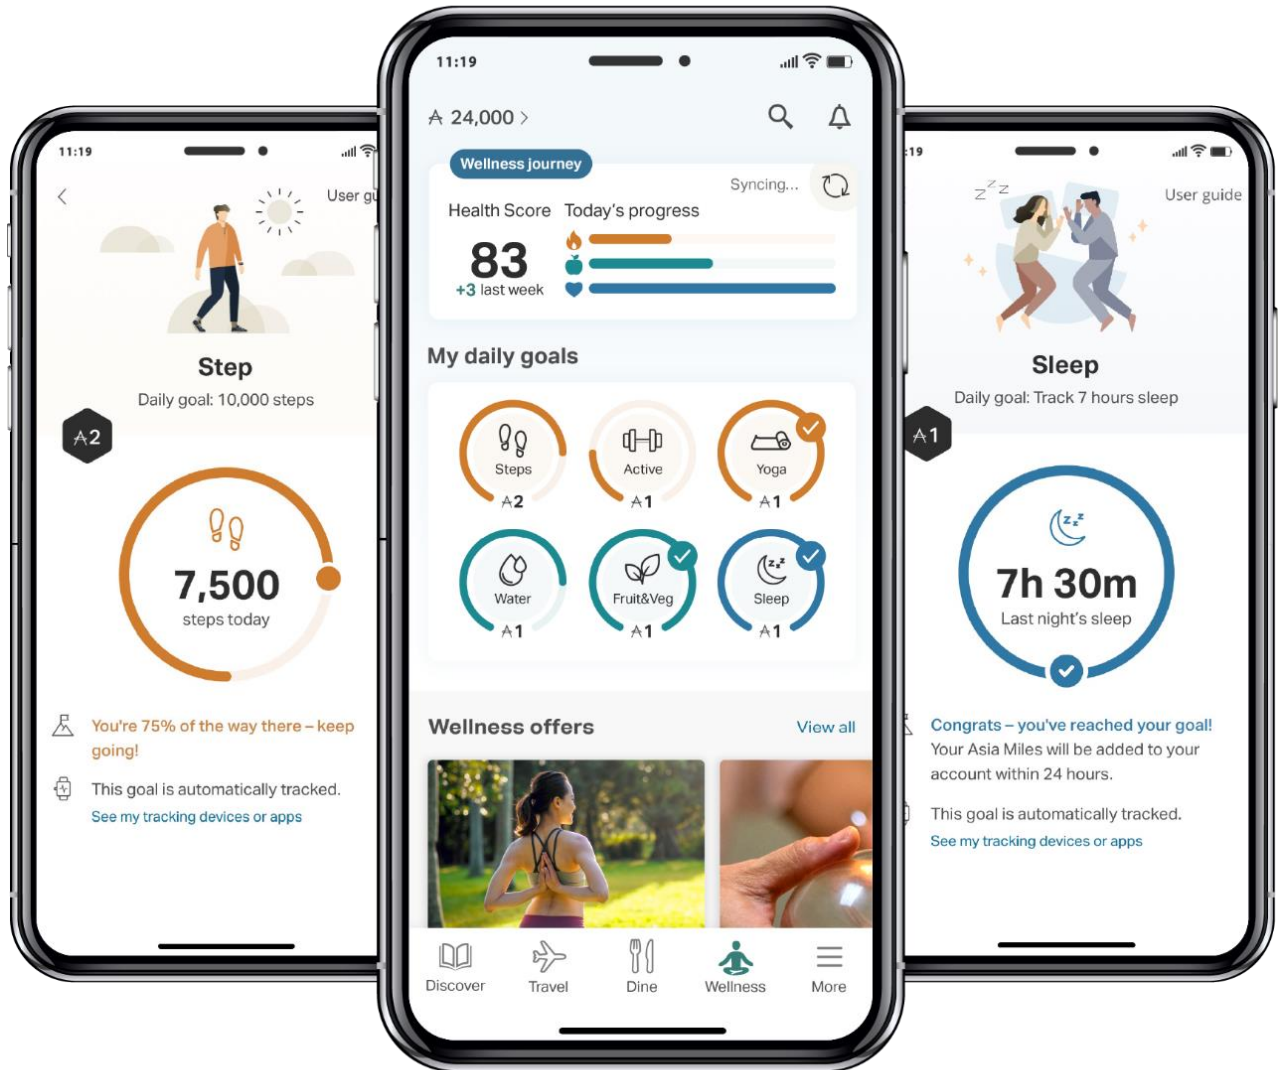 11:19
User gu
Step
Daily goal: 10,000 steps
2
7,500
steps today
You're 75% of the way there – keep
going!
This goal is automatically tracked.
See my tracking devices or apps
11:19
24,000 >
Wellness journey
Syncing...
Health Score
Today's progress
83
+3 last week
My daily goals
Steps
2
Active
1
Yoga
1
Water
1
Fruit&Veg
1
Sleep
1
Wellness offers
View all
Discover
Travel
Dine
Wellness
More
:19
User guide
Sleep
Daily goal: Track 7 hours sleep
1
7h 30m
Last night's sleep
Congrats – you've reached your goal!
Your Asia Miles will be added to your
account within 24 hours.
This goal is automatically tracked.
See my tracking devices or apps